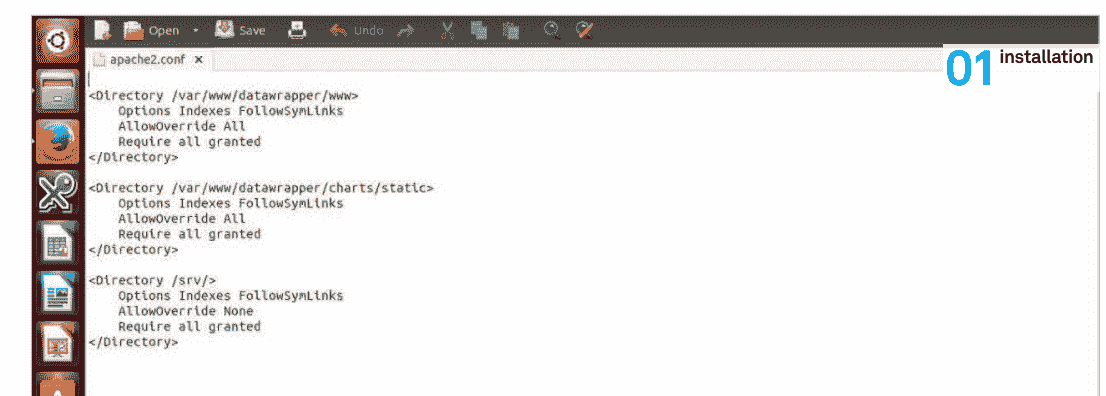 Open Save Undo
apache2.conf ×
01 installation
<Directory /var/www/datawrapper/www>
Options Indexes FollowSymLinks
AllowOverride All
Require all granted
</Directory>
<Directory /var/www/datawrapper/charts/static>
Options Indexes FollowSymLinks
AllowOverride All
Require all granted
</Directory>
<Directory /srv/>
Options Indexes FollowSymLinks
AllowOverride None
Require all granted
</Directory>